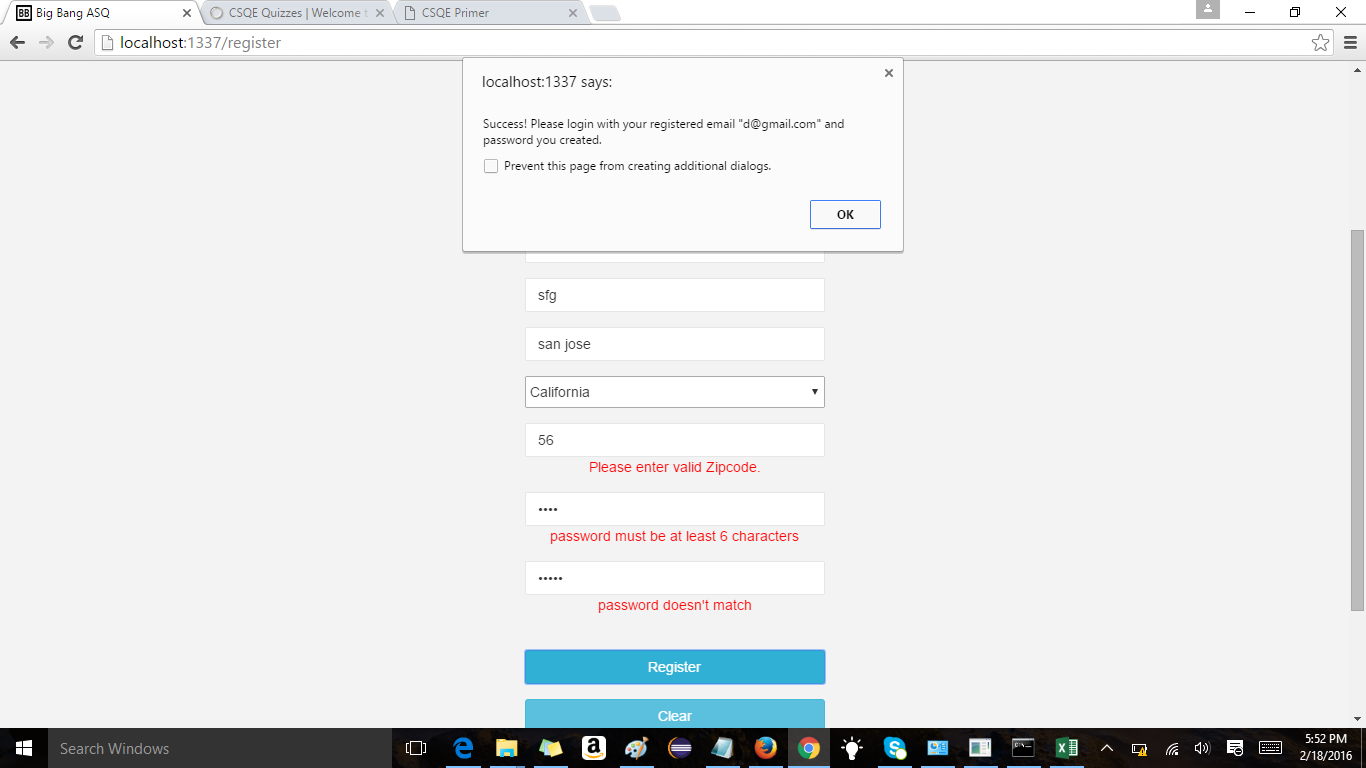 BB Big Bang ASQ
CSQE Quizzes | Welcome t
CSQE Primer
localhost:1337/register
localhost:1337 says:
Success! Please login with your registered email "d@gmail.com" and
password you created.
Prevent this page from creating additional dialogs.
OK
sfg
san jose
California
56
Please enter valid Zipcode.
••••
password must be at least 6 characters
•••••
password doesn't match
Register
Clear
Search Windows
5:52 PM
2/18/2016